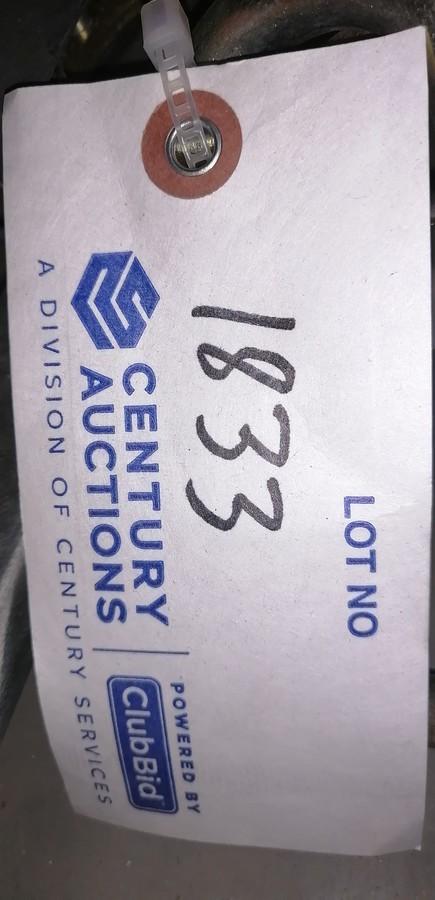 LOT NO
1833
CENTURY
AUCTIONS
A DIVISION OF CENTURY SERVICES
POWERED BY
ClubBid